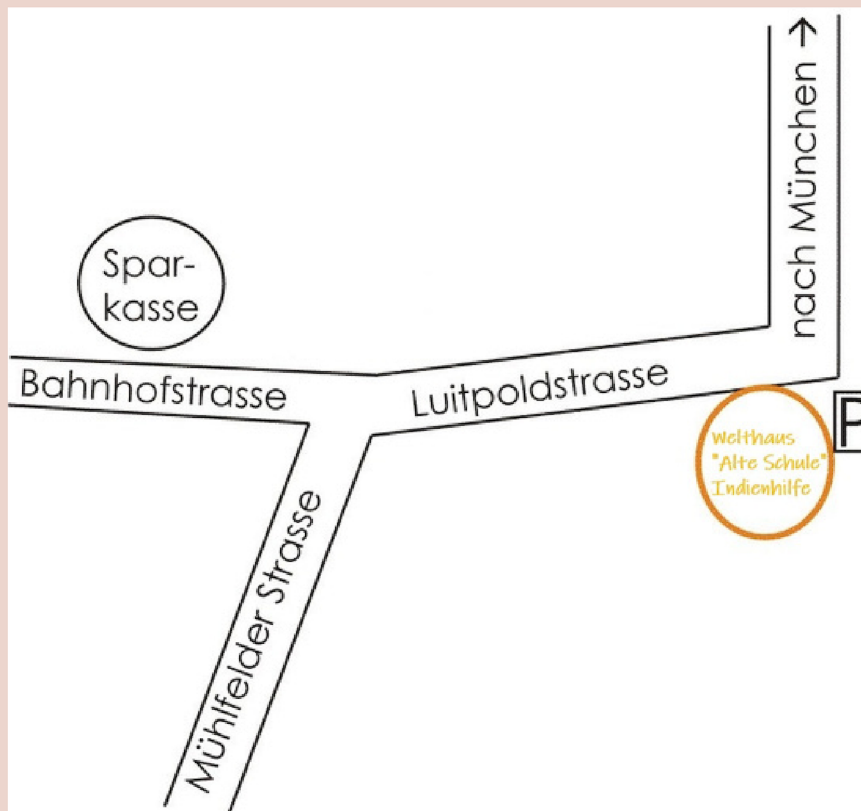 nach München →
Spar-
kasse
Bahnhofstrasse
Luitpoldstrasse
P
Welthaus
"Alte Schule"
Indienhilfe
Mühlfelder Strasse